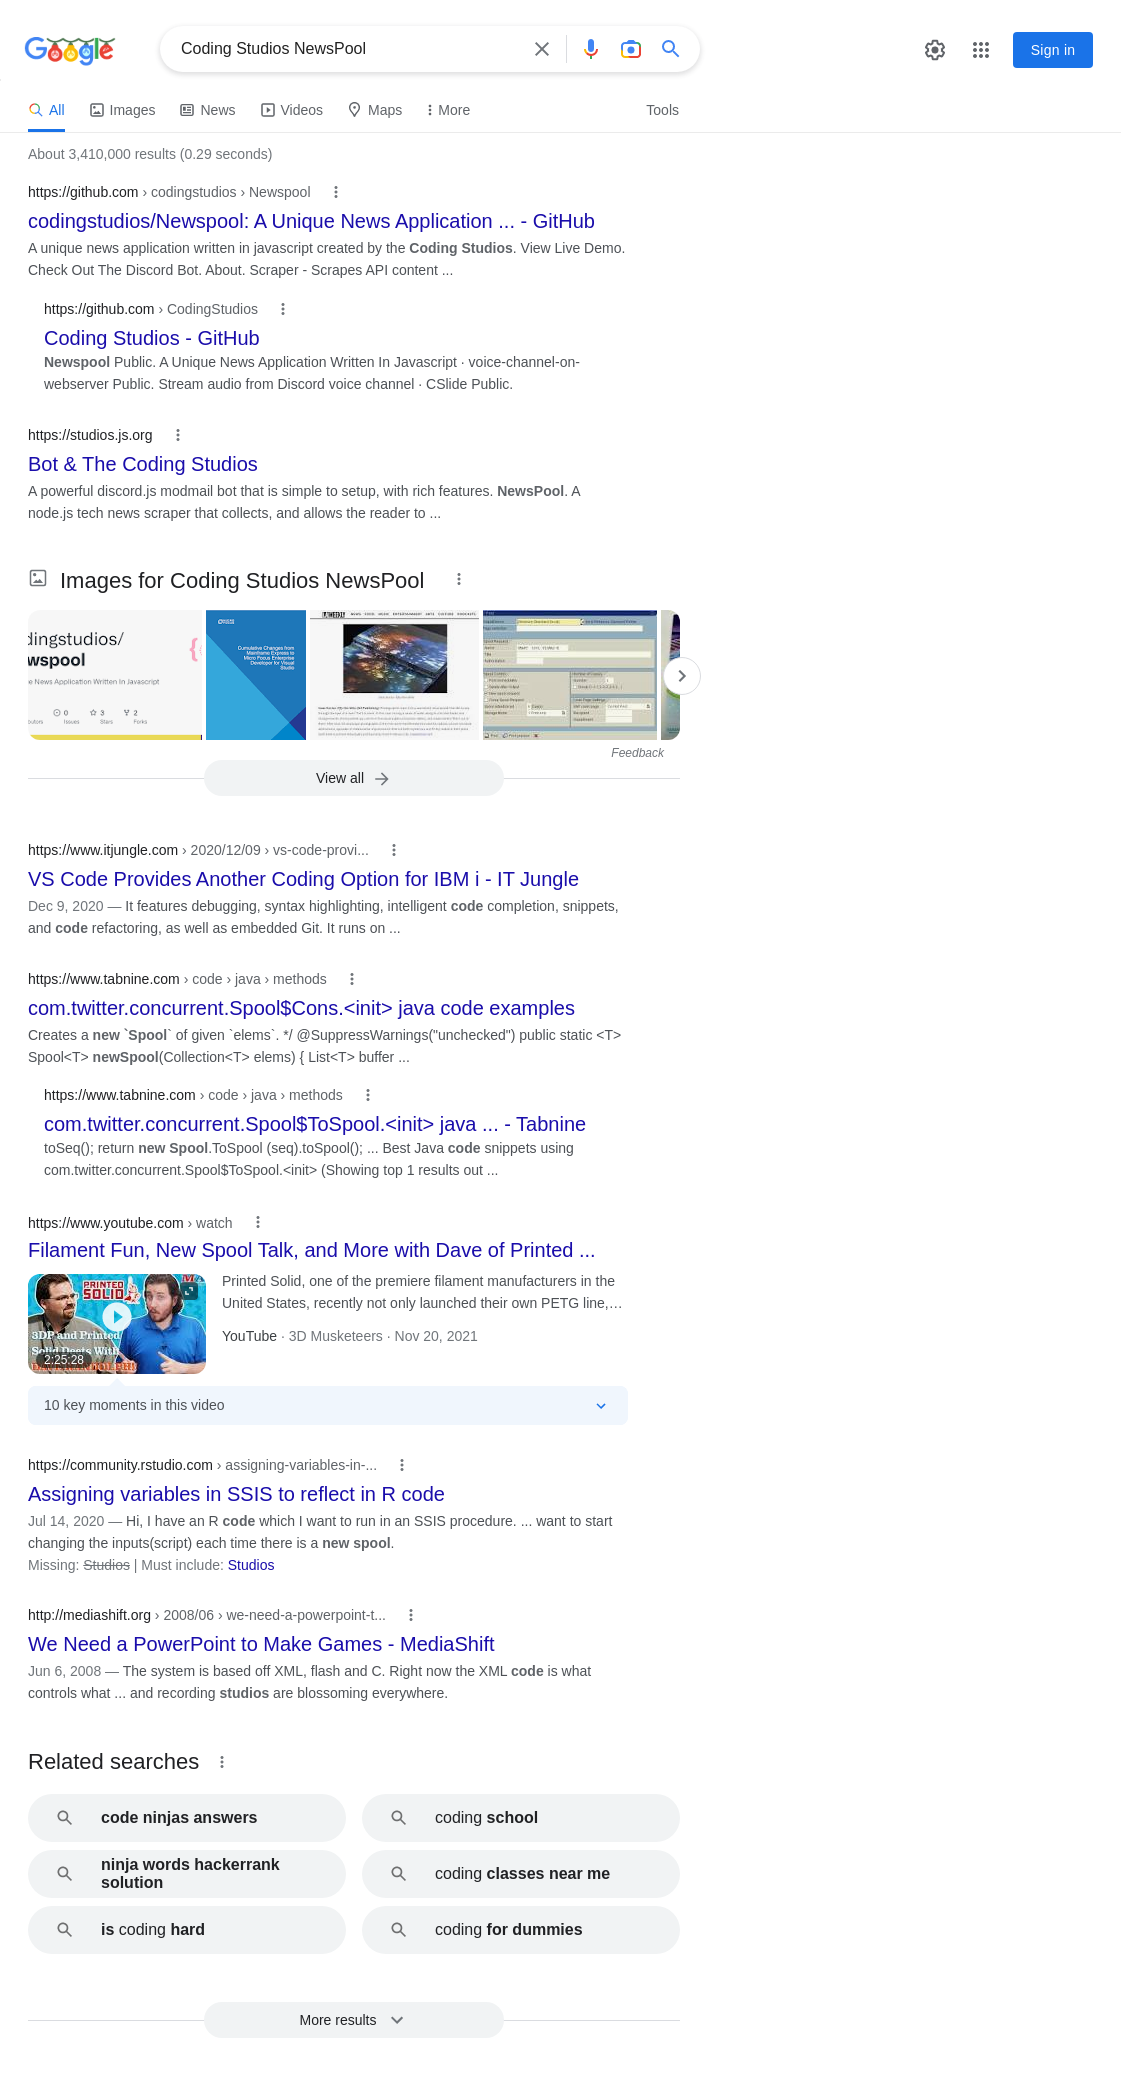 Google
Coding Studios NewsPool
Sign in
All Images News Videos Maps More Tools
About 3,410,000 results (0.29 seconds)
https://github.com › codingstudios › Newspool
codingstudios/Newspool: A Unique News Application ... - GitHub
A unique news application written in javascript created by the Coding Studios. View Live Demo.
Check Out The Discord Bot. About. Scraper - Scrapes API content ...
https://github.com › CodingStudios
Coding Studios - GitHub
Newspool Public. A Unique News Application Written In Javascript · voice-channel-on-
webserver Public. Stream audio from Discord voice channel · CSlide Public.
https://studios.js.org
Bot & The Coding Studios
A powerful discord.js modmail bot that is simple to setup, with rich features. NewsPool. A
node.js tech news scraper that collects, and allows the reader to ...
Images for Coding Studios NewsPool
dingstudios/
wspool
e News Application Written In Javascript
0 3 2
utors Issues Stars Forks
Cumulative Changes from
Mainframe Express to
Micro Focus Enterprise
Developer for Visual
Studio
Feedback
View all
https://www.itjungle.com › 2020/12/09 › vs-code-provi...
VS Code Provides Another Coding Option for IBM i - IT Jungle
Dec 9, 2020 — It features debugging, syntax highlighting, intelligent code completion, snippets,
and code refactoring, as well as embedded Git. It runs on ...
https://www.tabnine.com › code › java › methods
com.twitter.concurrent.Spool$Cons.<init> java code examples
Creates a new `Spool` of given `elems`. */ @SuppressWarnings("unchecked") public static <T>
Spool<T> newSpool(Collection<T> elems) { List<T> buffer ...
https://www.tabnine.com › code › java › methods
com.twitter.concurrent.Spool$ToSpool.<init> java ... - Tabnine
toSeq(); return new Spool.ToSpool (seq).toSpool(); ... Best Java code snippets using
com.twitter.concurrent.Spool$ToSpool.<init> (Showing top 1 results out ...
https://www.youtube.com › watch
Filament Fun, New Spool Talk, and More with Dave of Printed ...
PRINTED
SOLID
3DP and Printed
Solid Deets With
2:25:28
Printed Solid, one of the premiere filament manufacturers in the
United States, recently not only launched their own PETG line,…
YouTube · 3D Musketeers · Nov 20, 2021
10 key moments in this video
https://community.rstudio.com › assigning-variables-in-...
Assigning variables in SSIS to reflect in R code
Jul 14, 2020 — Hi, I have an R code which I want to run in an SSIS procedure. ... want to start
changing the inputs(script) each time there is a new spool.
Missing: Studios | Must include: Studios
http://mediashift.org › 2008/06 › we-need-a-powerpoint-t...
We Need a PowerPoint to Make Games - MediaShift
Jun 6, 2008 — The system is based off XML, flash and C. Right now the XML code is what
controls what ... and recording studios are blossoming everywhere.
Related searches
code ninjas answers
coding school
ninja words hackerrank
solution
coding classes near me
is coding hard
coding for dummies
More results